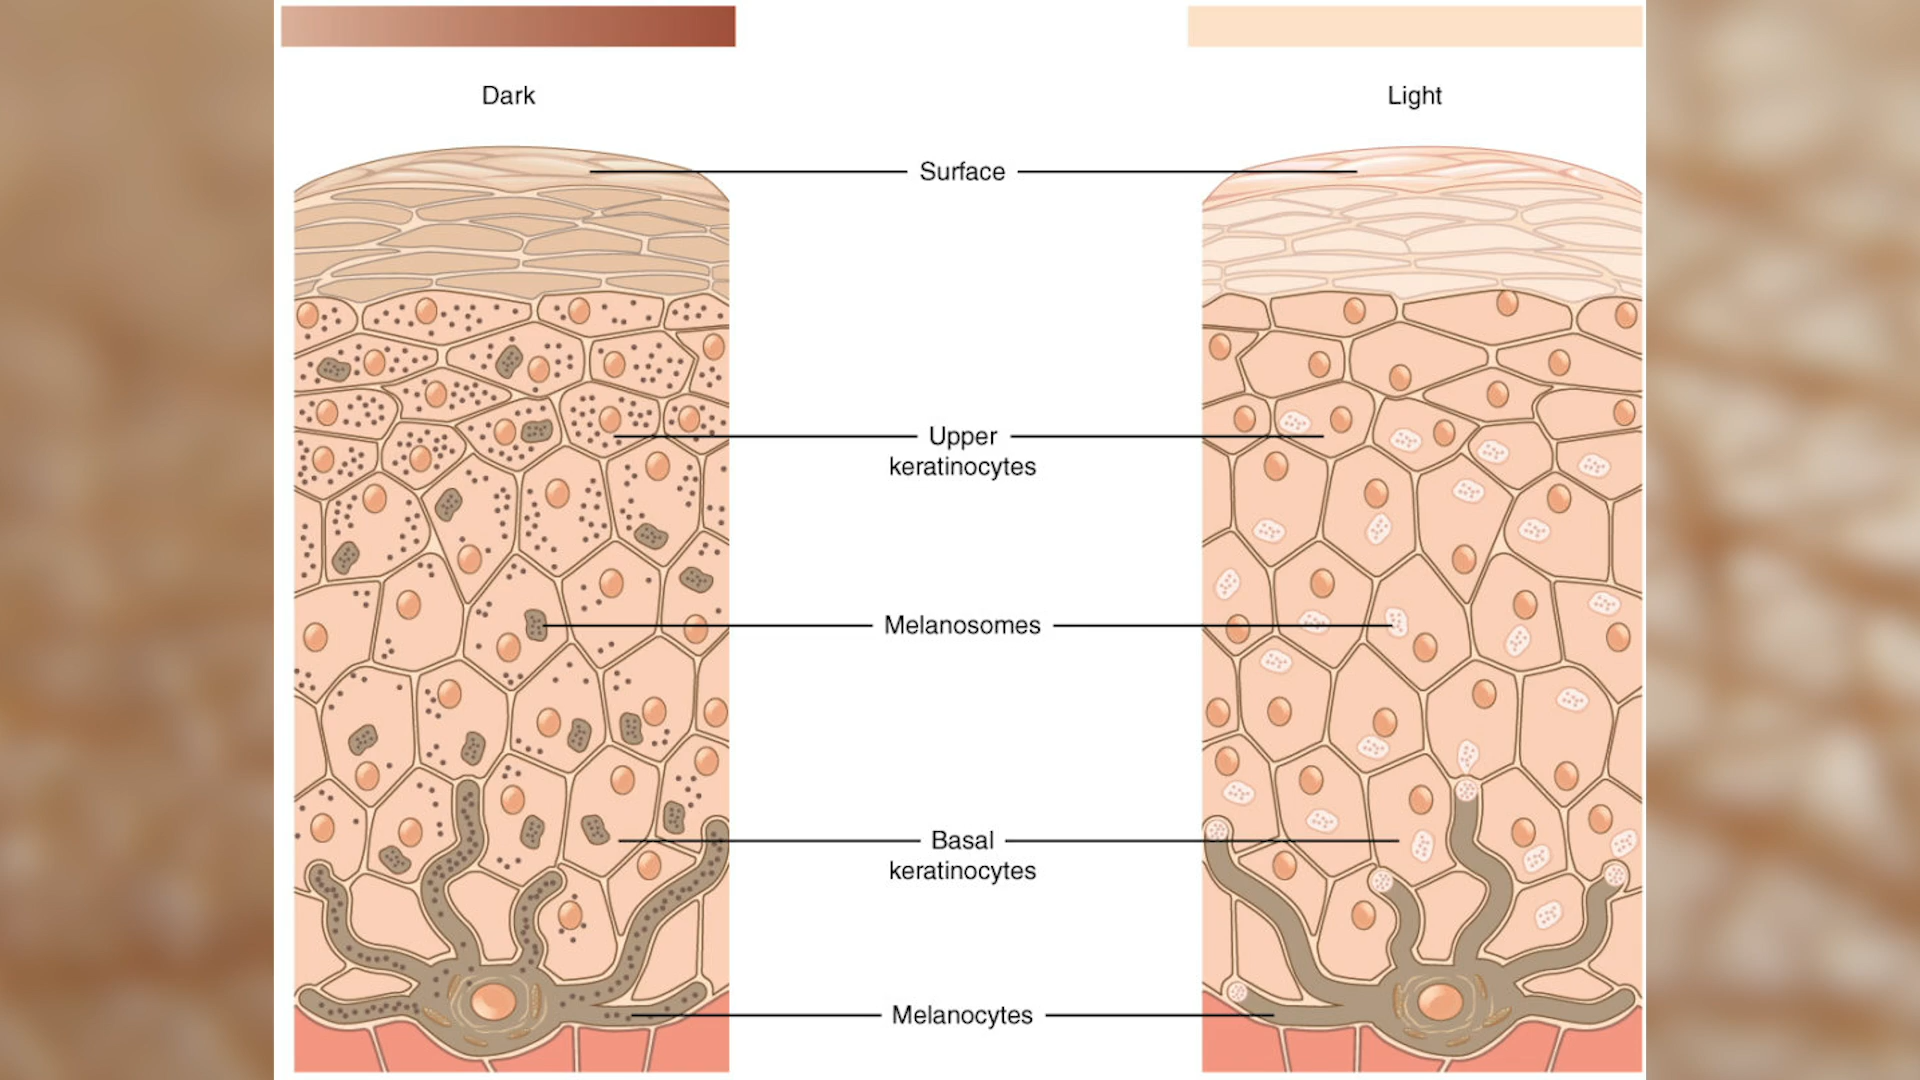 Dark
Light
Surface
Upper
keratinocytes
Melanosomes
Basal
keratinocytes
Melanocytes